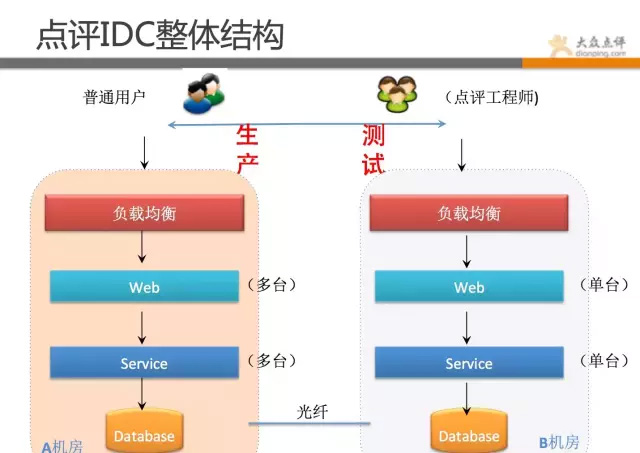 点评IDC整体结构
大众点评
dianping.com
普通用户
（点评工程师)
生产
测试
负载均衡
负载均衡
Web
（多台）
Web
（单台）
Service
（多台）
Service
（单台）
光纤
Database
Database
A机房
B机房